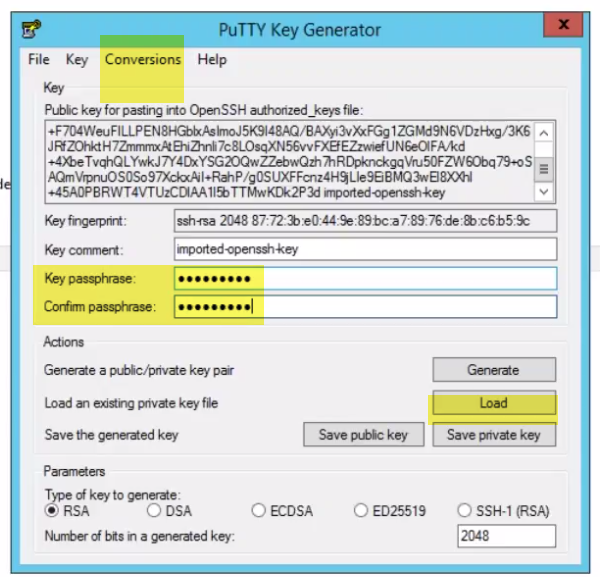 PuTTY Key Generator
x
File Key Conversions Help
Key
Public key for pasting into OpenSSH authorized_keys file:
+F704WeuFILLPEN8HGblxAslmoJ5K9I48AQ/BAXyi3vXxFGg1ZGMd9N6VDzHxg/3K6
JRfZOhktH7ZmmmxAtEhiZhnli7c8LOsqXN56vvFXEfEZzwiefUN6eOlFA/kd
+4XbeTvqhQLYwkJ7Y4DxYSG2OQwZZebwQzh7hRDpknckgqVru50FZW6Obq79+oS
AQmVrpnuOS0So97XckxAil+RahP/g0SUXFFcnz4H9jLle9EiBMQ3wEI8XXhl
+45A0PBRWT4VTUzCDIAA1I5bTTMwKDk2P3d imported-openssh-key
Key fingerprint: ssh-rsa 2048 87:72:3b:e0:44:9e:89:bc:a7:89:76:de:8b:c6:b5:9c
Key comment: imported-openssh-key
Key passphrase: ●●●●●●●●●
Confirm passphrase: ●●●●●●●●●
Actions
Generate a public/private key pair Generate
Load an existing private key file Load
Save the generated key Save public key Save private key
Parameters
Type of key to generate:
RSA DSA ECDSA ED25519 SSH-1 (RSA)
Number of bits in a generated key: 2048